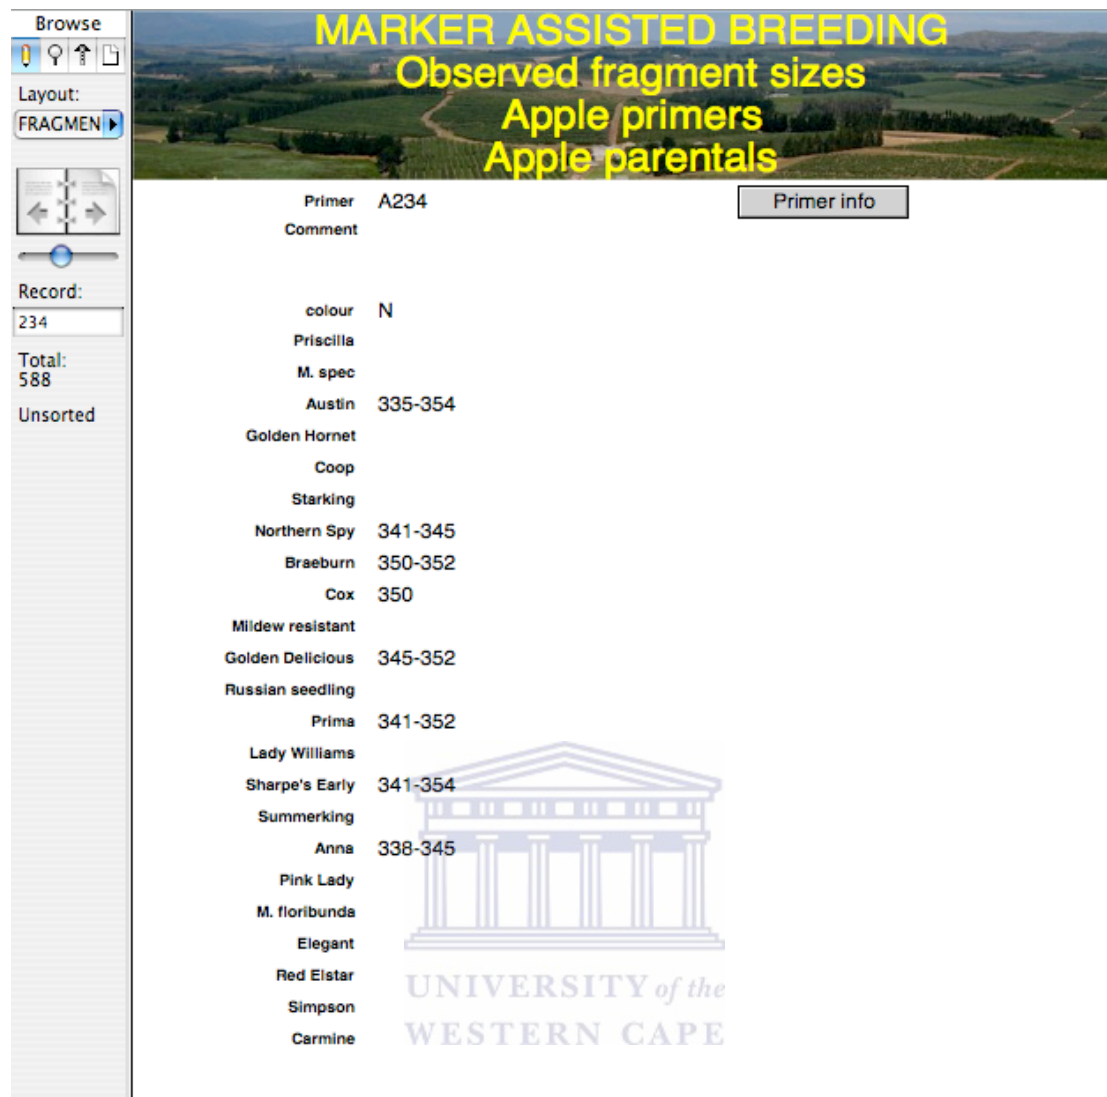 Browse
Layout:
FRAGMEN
Record:
234
Total:
588
Unsorted
MARKER ASSISTED BREEDING
Observed fragment sizes
Apple primers
Apple parentals
Primer A234 Primer info
Comment
colour N
Priscilla
M. spec
Austin 335-354
Golden Hornet
Coop
Starking
Northern Spy 341-345
Braeburn 350-352
Cox 350
Mildew resistant
Golden Delicious 345-352
Russian seedling
Prima 341-352
Lady Williams
Sharpe's Early 341-354
Summerking
Anna 338-345
Pink Lady
M. floribunda
Elegant
Red Elstar
Simpson
Carmine
UNIVERSITY of the
WESTERN CAPE